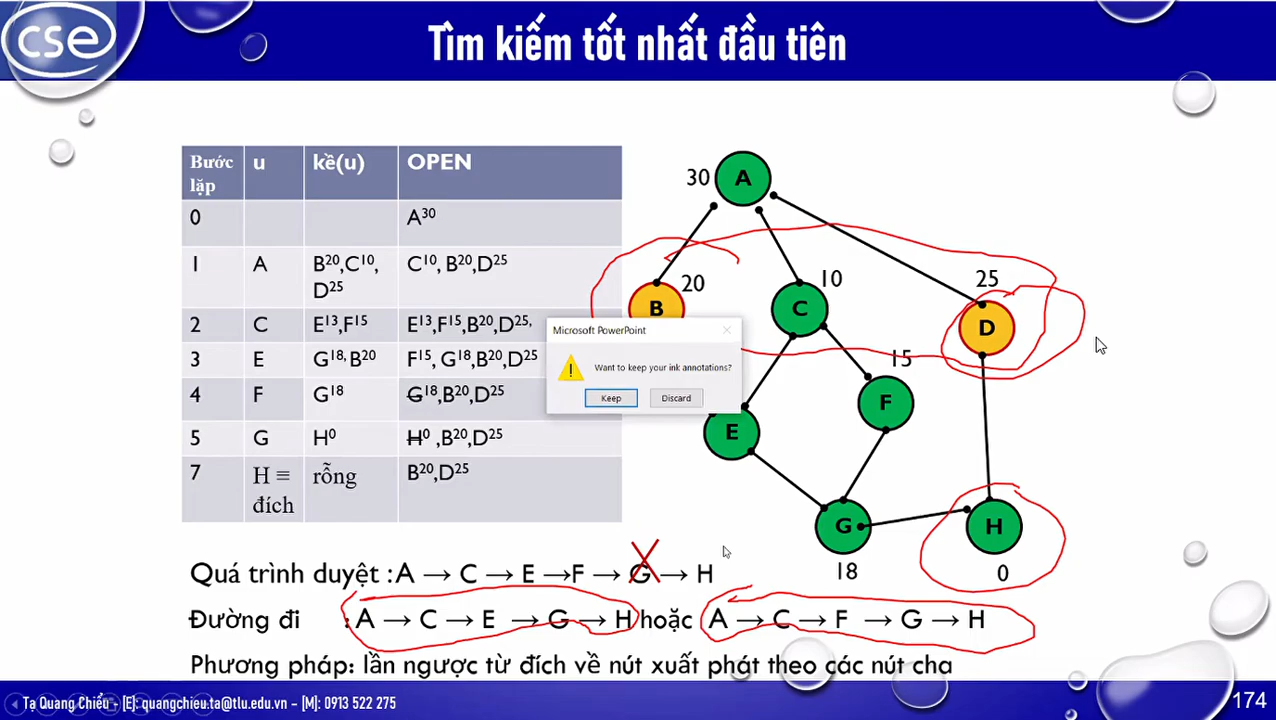 cse
Tìm kiếm tốt nhất đầu tiên
Bước lặp u kề(u) OPEN
0 A³⁰
1 A B²⁰,C¹⁰, D²⁵ C¹⁰, B²⁰,D²⁵
2 C E¹³,F¹⁵ E¹³,F¹⁵,B²⁰,D²⁵,
3 E G¹⁸,B²⁰ F¹⁵, G¹⁸,B²⁰,D²⁵
4 F G¹⁸ G¹⁸,B²⁰,D²⁵
5 G H⁰ H⁰ ,B²⁰,D²⁵
7 H ≡ đích rỗng B²⁰,D²⁵
30 A
20 10 25
B C D
15
F
E
G H
18 0
Microsoft PowerPoint
Want to keep your ink annotations?
Keep Discard
Quá trình duyệt :A → C → E →F → G → H
Đường đi : A → C → E → G → H hoặc A → C → F → G → H
Phương pháp: lần ngược từ đích về nút xuất phát theo các nút cha
Tạ Quang Chiểu - [E]: quangchieu.ta@tlu.edu.vn – [M]: 0913 522 275
174